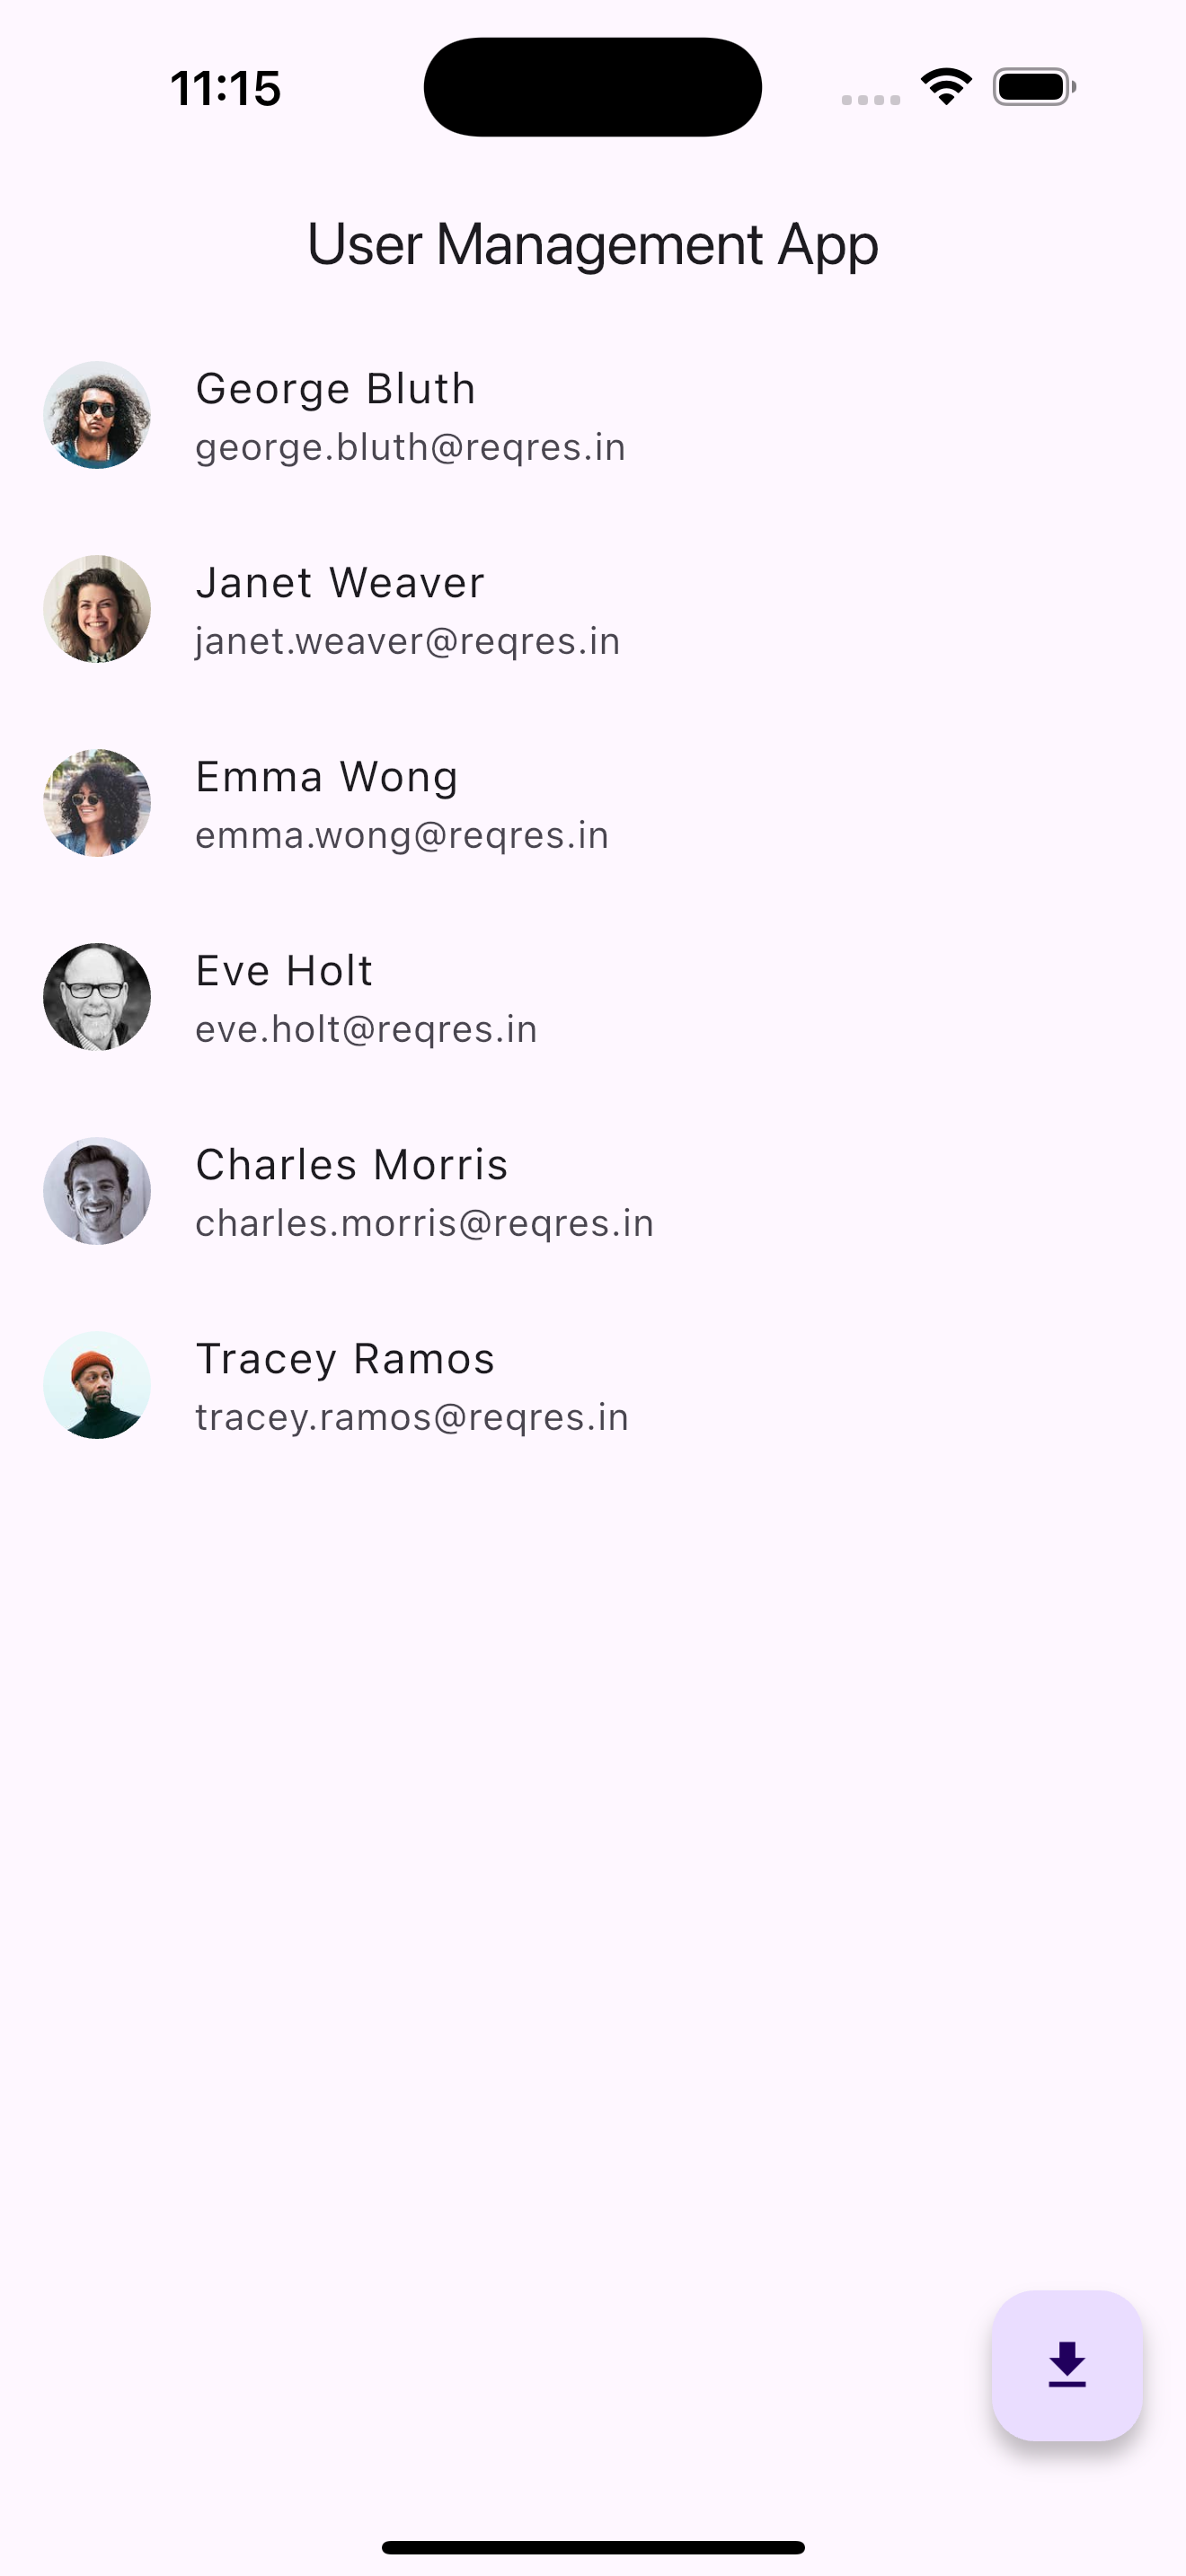 11:15
User Management App
George Bluth
george.bluth@reqres.in
Janet Weaver
janet.weaver@reqres.in
Emma Wong
emma.wong@reqres.in
Eve Holt
eve.holt@reqres.in
Charles Morris
charles.morris@reqres.in
Tracey Ramos
tracey.ramos@reqres.in